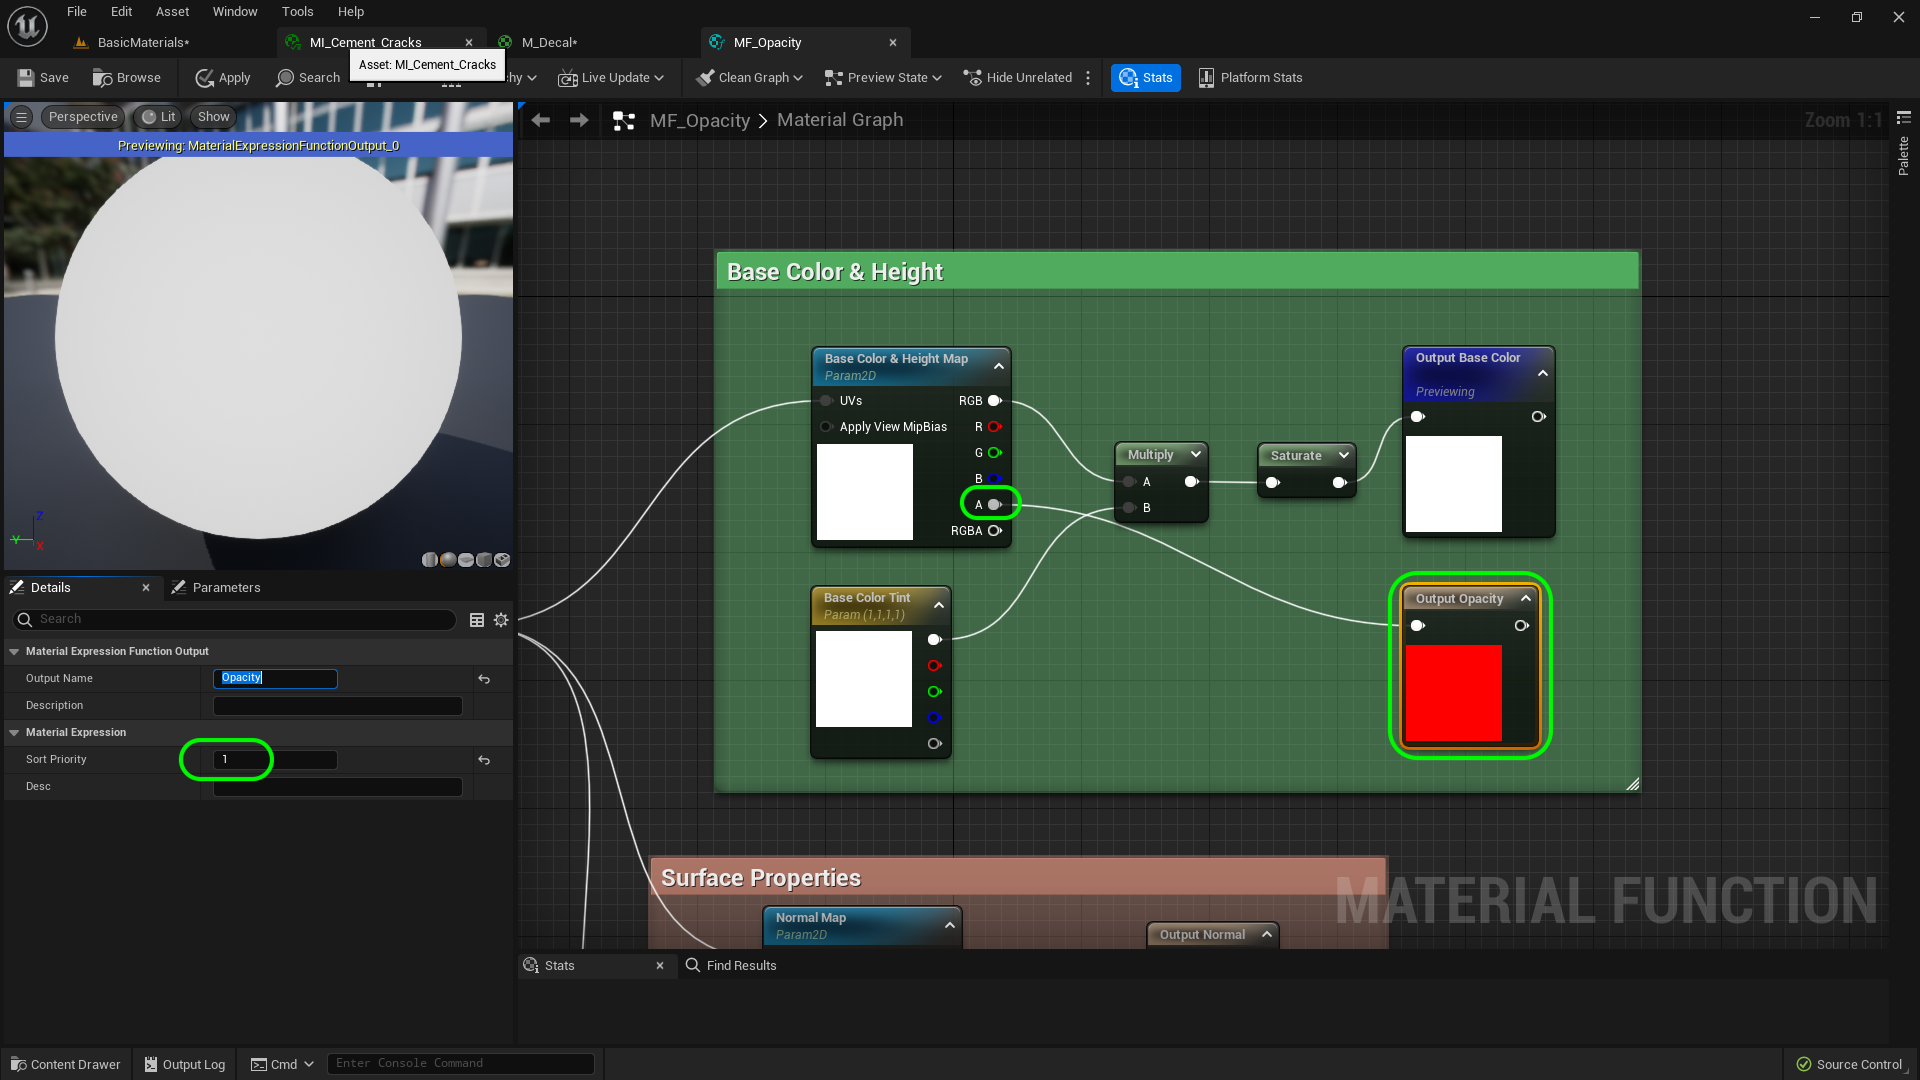 File Edit Asset Window Tools Help
BasicMaterials* MI_Cement_Cracks M_Decal* MF_Opacity
Asset: MI_Cement_Cracks
Save Browse Apply Search Live Update Clean Graph Preview State Hide Unrelated Stats Platform Stats
Perspective Lit Show
Previewing: MaterialExpressionFunctionOutput_0
MF_Opacity > Material Graph
Zoom 1:1
Palette
Base Color & Height
Base Color & Height Map
Param2D
UVs RGB
Apply View MipBias R
G
B
A
RGBA
Multiply
A
B
Saturate
Output Base Color
Previewing
Base Color Tint
Param (1,1,1,1)
Output Opacity
Z
Y
X
Details Parameters
Search
Material Expression Function Output
Output Name Opacity
Description
Material Expression
Sort Priority 1
Desc
Surface Properties
Normal Map
Param2D
Output Normal
MATERIAL FUNCTION
Stats Find Results
Content Drawer Output Log Cmd Enter Console Command Source Control